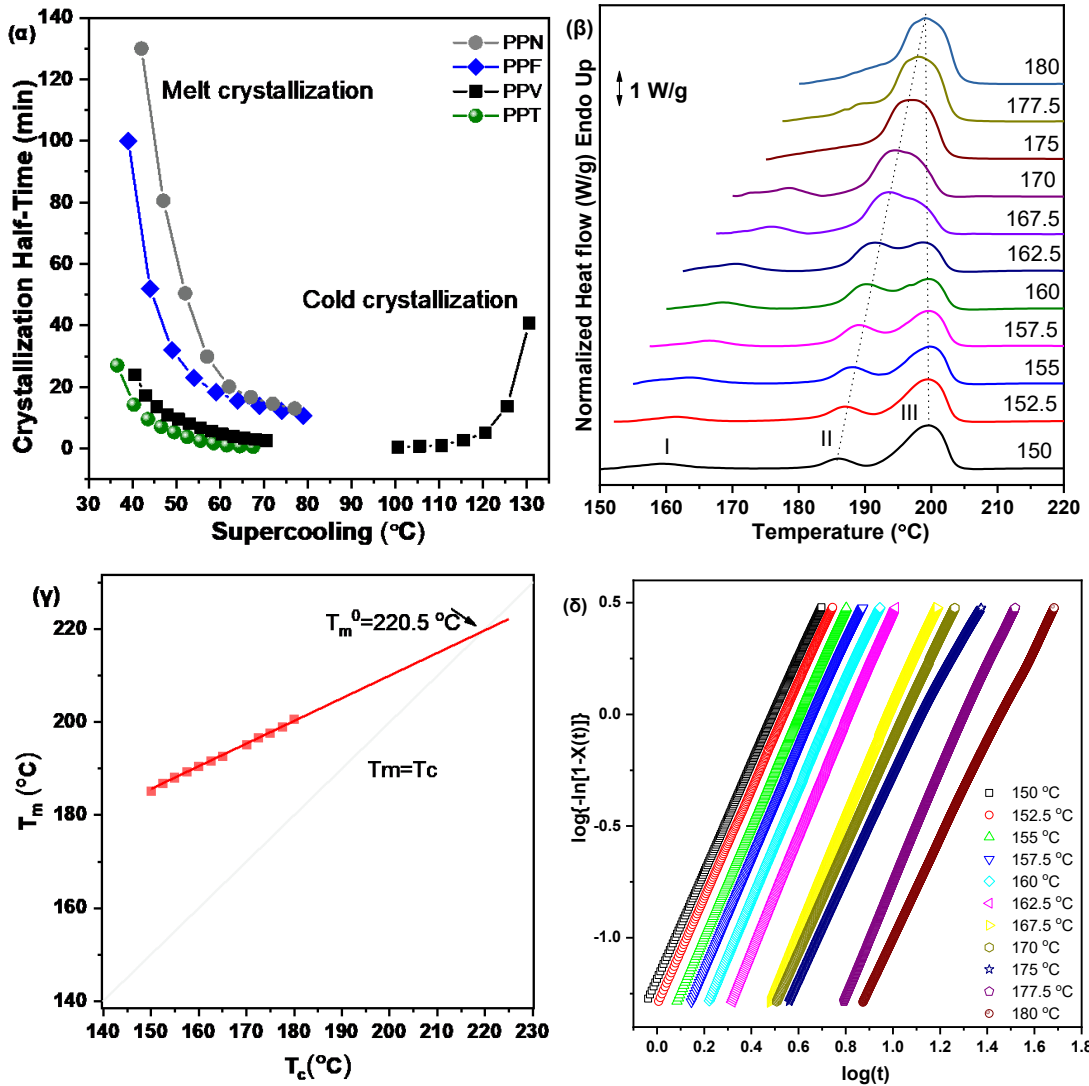 (α)
140
120
100
80
60
40
20
0
Crystallization Half-Time (min)
30 40 50 60 70 80 90 100 110 120 130
Supercooling (°C)
PPN
PPF
PPV
PPT
Melt crystallization
Cold crystallization
(β)
1 W/g
Normalized Heat flow (W/g) Endo Up
180
177.5
175
170
167.5
162.5
160
157.5
155
152.5
150
I
II
III
150 160 170 180 190 200 210 220
Temperature (°C)
(γ)
220
200
180
160
140
Tm (°C)
Tm⁰=220.5 °C
Tm=Tc
140 150 160 170 180 190 200 210 220 230
Tc(°C)
(δ)
0.5
0.0
-0.5
-1.0
log{-ln[1-X(t)]}
150 °C
152.5 °C
155 °C
157.5 °C
160 °C
162.5 °C
167.5 °C
170 °C
175 °C
177.5 °C
180 °C
0.0 0.2 0.4 0.6 0.8 1.0 1.2 1.4 1.6 1.8
log(t)